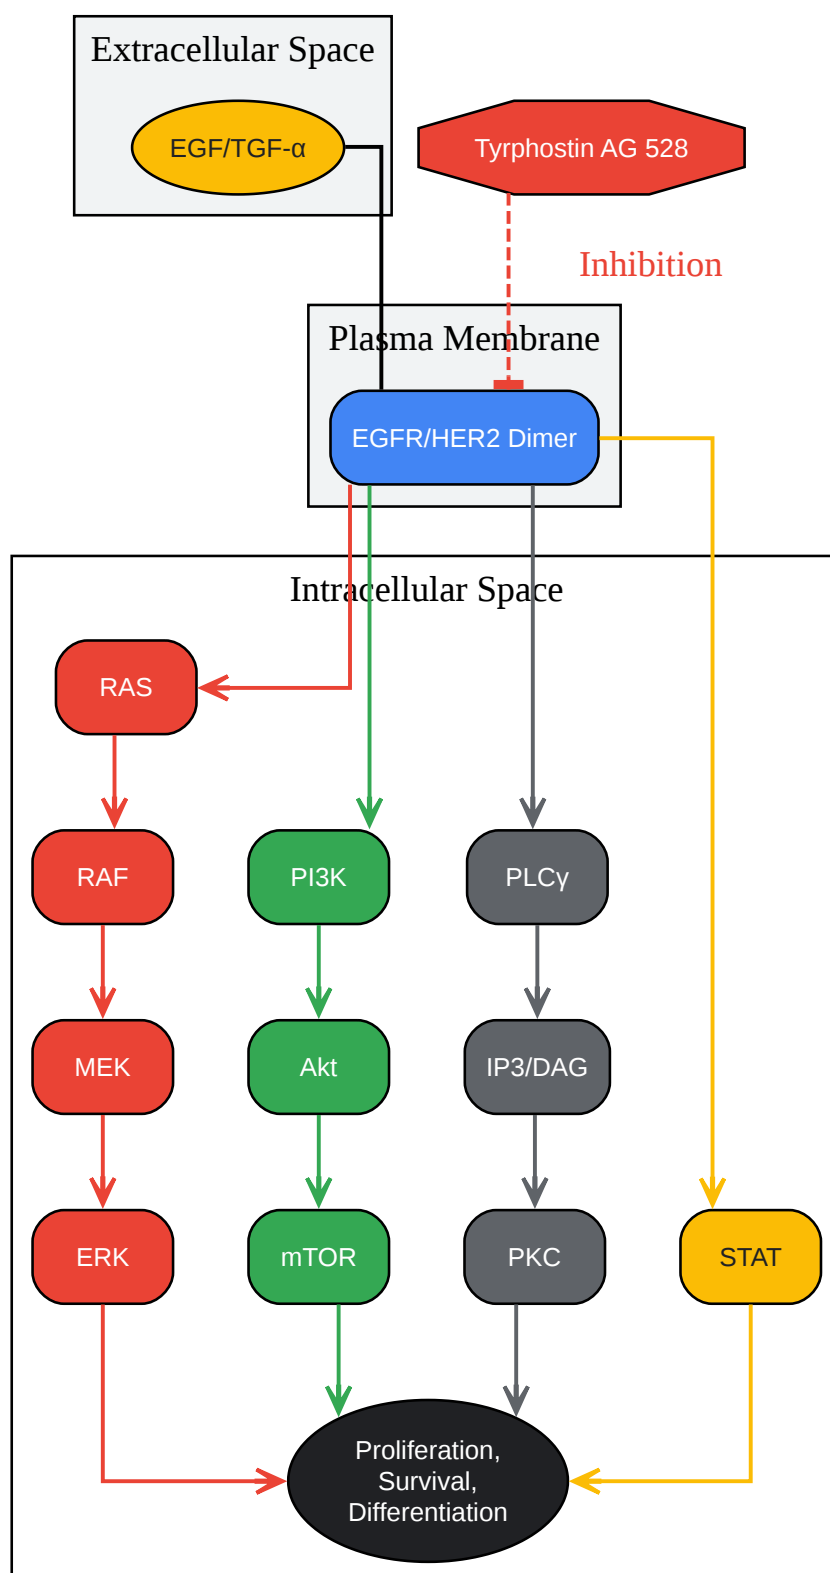 Extracellular Space
EGF/TGF-α
Tyrphostin AG 528
Inhibition
Plasma Membrane
EGFR/HER2 Dimer
Intracellular Space
RAS
RAF
PI3K
PLCγ
MEK
Akt
IP3/DAG
ERK
mTOR
PKC
STAT
Proliferation,
Survival,
Differentiation